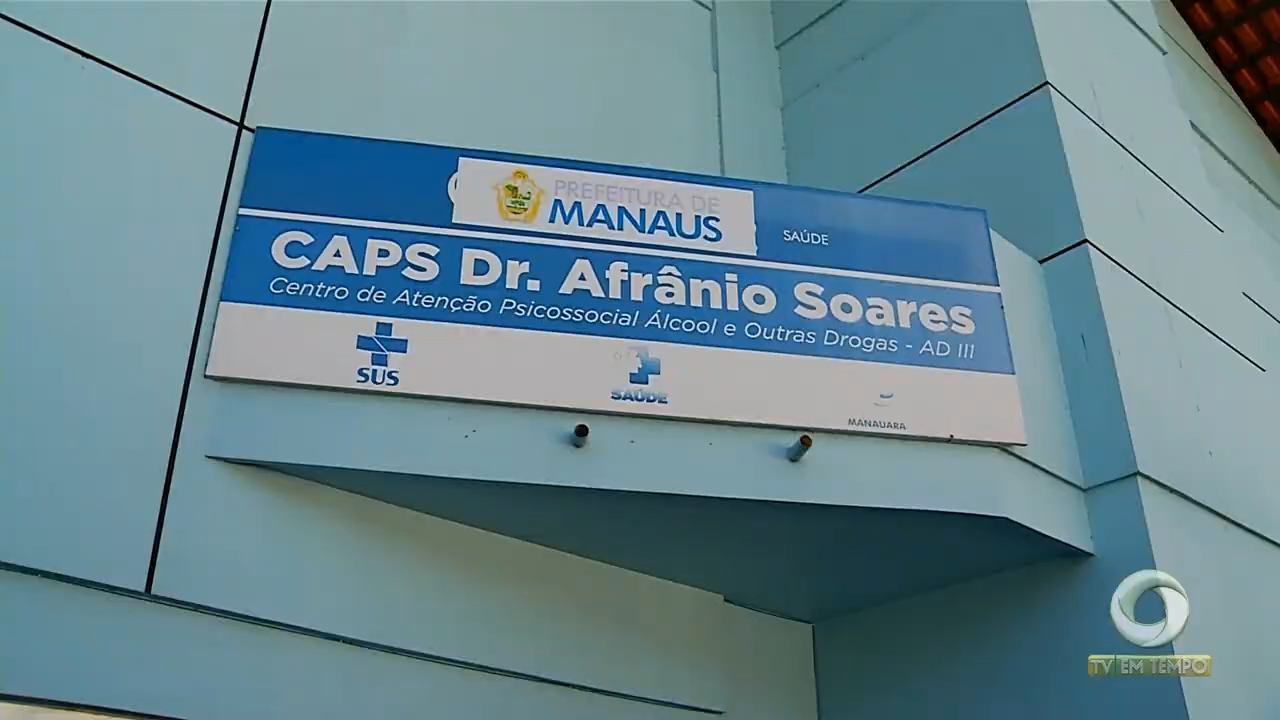 PREFEITURA DE
MANAUS
SAÚDE
CAPS Dr. Afrânio Soares
Centro de Atenção Psicossocial Álcool e Outras Drogas - AD III
SUS
SAÚDE
MANAUARA
TV EM TEMPO